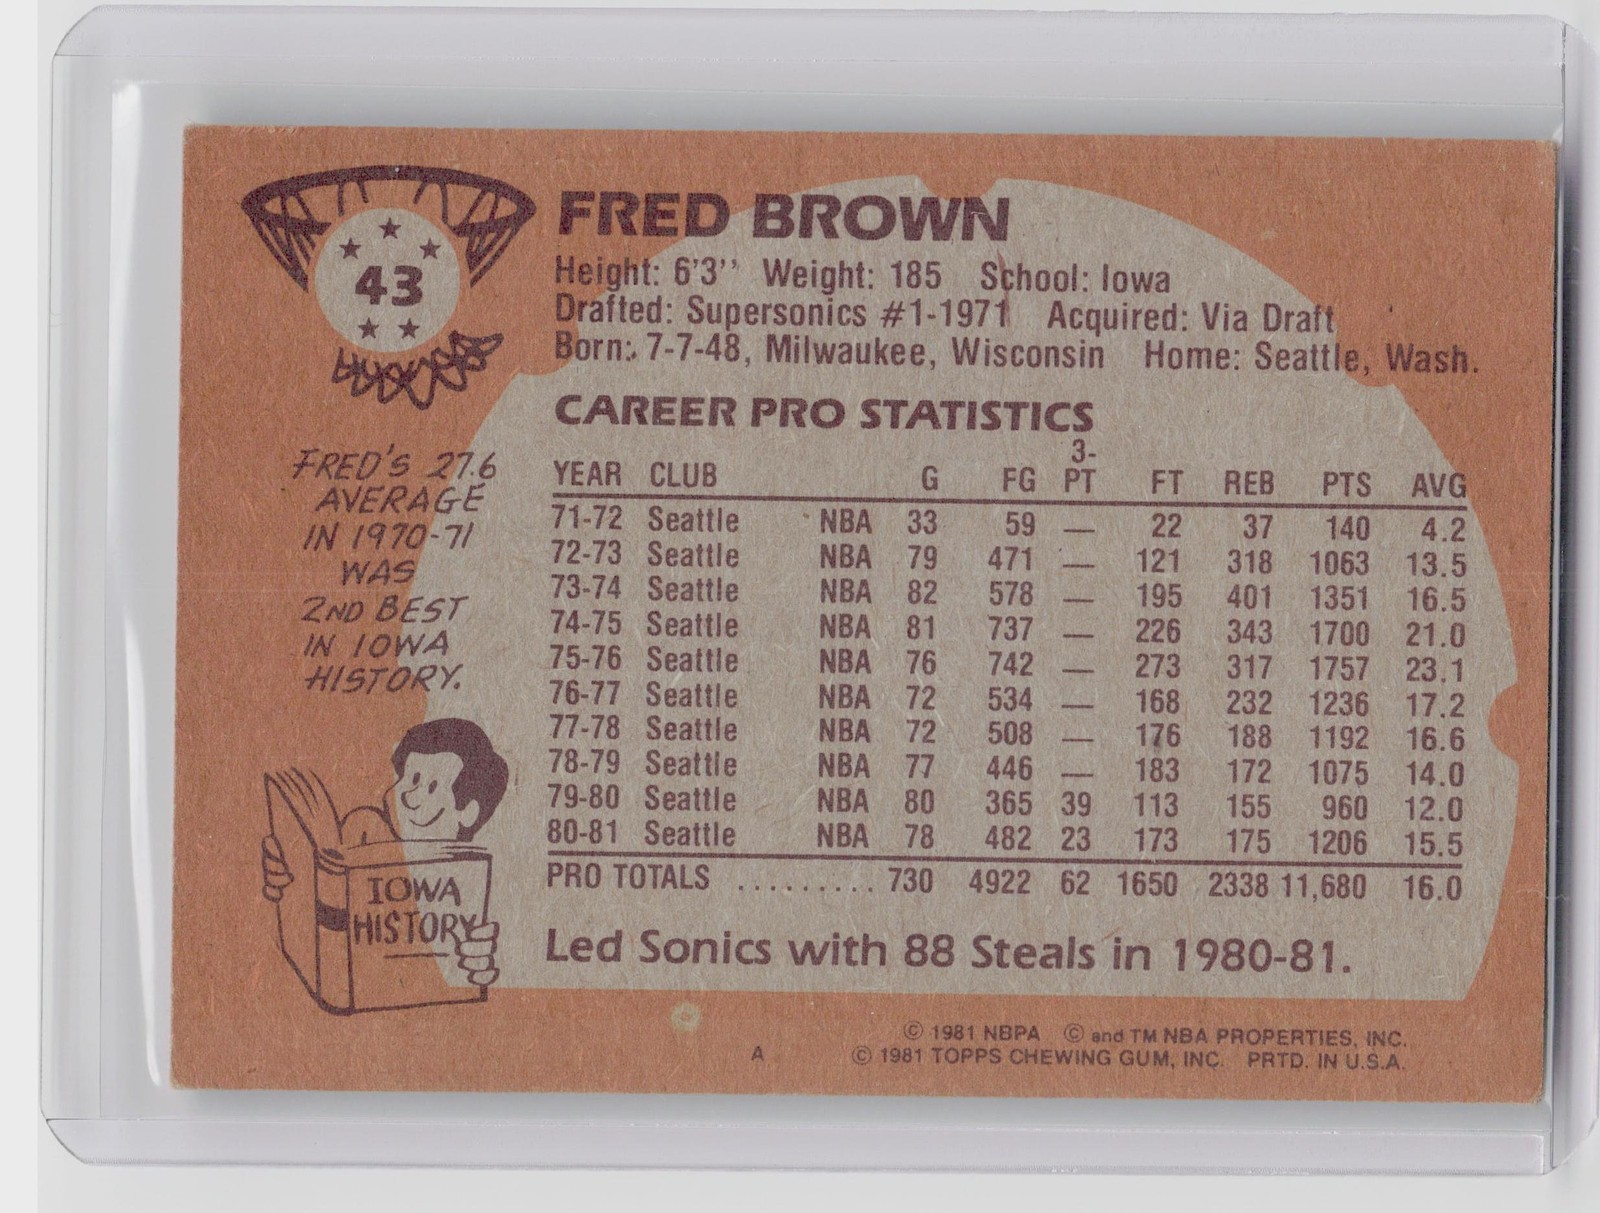 43
FRED BROWN
Height: 6'3" Weight: 185 School: Iowa
Drafted: Supersonics #1-1971 Acquired: Via Draft
Born: 7-7-48, Milwaukee, Wisconsin Home: Seattle, Wash.
FRED'S 27.6
AVERAGE
IN 1970-71
WAS
2ND BEST
IN IOWA
HISTORY.
IOWA
HISTORY
CAREER PRO STATISTICS
YEAR CLUB G FG 3-PT FT REB PTS AVG
71-72 Seattle NBA 33 59 — 22 37 140 4.2
72-73 Seattle NBA 79 471 — 121 318 1063 13.5
73-74 Seattle NBA 82 578 — 195 401 1351 16.5
74-75 Seattle NBA 81 737 — 226 343 1700 21.0
75-76 Seattle NBA 76 742 — 273 317 1757 23.1
76-77 Seattle NBA 72 534 — 168 232 1236 17.2
77-78 Seattle NBA 72 508 — 176 188 1192 16.6
78-79 Seattle NBA 77 446 — 183 172 1075 14.0
79-80 Seattle NBA 80 365 39 113 155 960 12.0
80-81 Seattle NBA 78 482 23 173 175 1206 15.5
PRO TOTALS ......... 730 4922 62 1650 2338 11,680 16.0
Led Sonics with 88 Steals in 1980-81.
© 1981 NBPA © and TM NBA PROPERTIES, INC.
A © 1981 TOPPS CHEWING GUM, INC. PRTD. IN U.S.A.